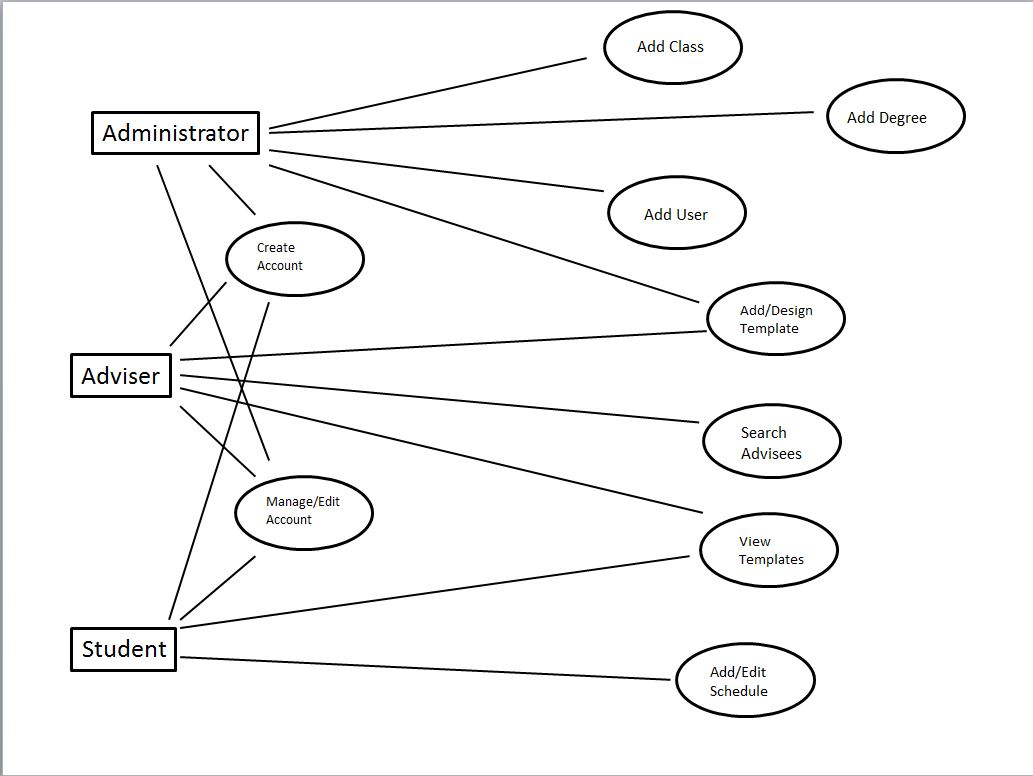 Add Class
Add Degree
Administrator
Add User
Create
Account
Add/Design
Template
Adviser
Search
Advisees
Manage/Edit
Account
View
Templates
Student
Add/Edit
Schedule